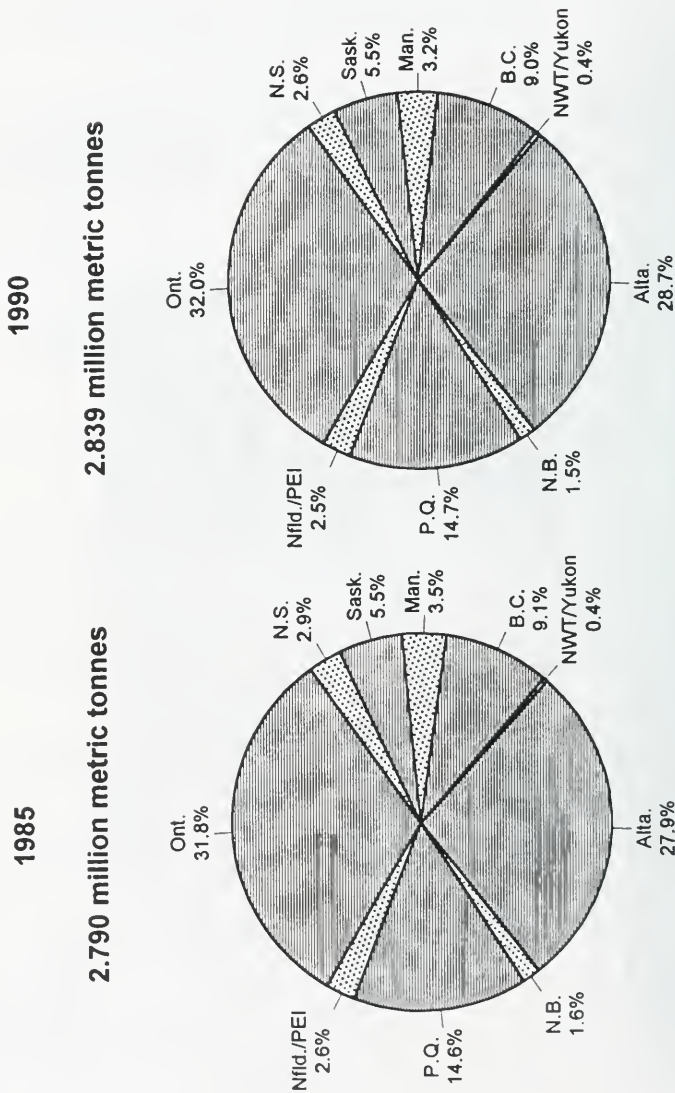 1985
2.790 million metric tonnes
Ont.
31.8%
N.S.
2.9%
Sask.
5.5%
Man.
3.5%
B.C.
9.1%
NWT/Yukon
0.4%
Alta.
27.9%
N.B.
1.6%
P.Q.
14.6%
Nfld./PEI
2.6%
1990
2.839 million metric tonnes
Ont.
32.0%
N.S.
2.6%
Sask.
5.5%
Man.
3.2%
B.C.
9.0%
NWT/Yukon
0.4%
Alta.
28.7%
N.B.
1.5%
P.Q.
14.7%
Nfld./PEI
2.5%